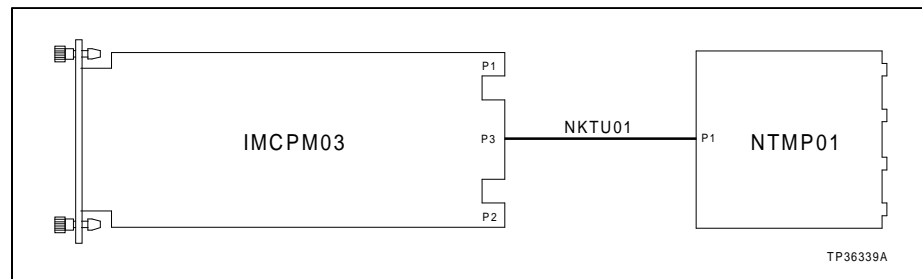 P1
NKTU01
IMCPM03
P3
P1
NTMP01
P2
TP36339A